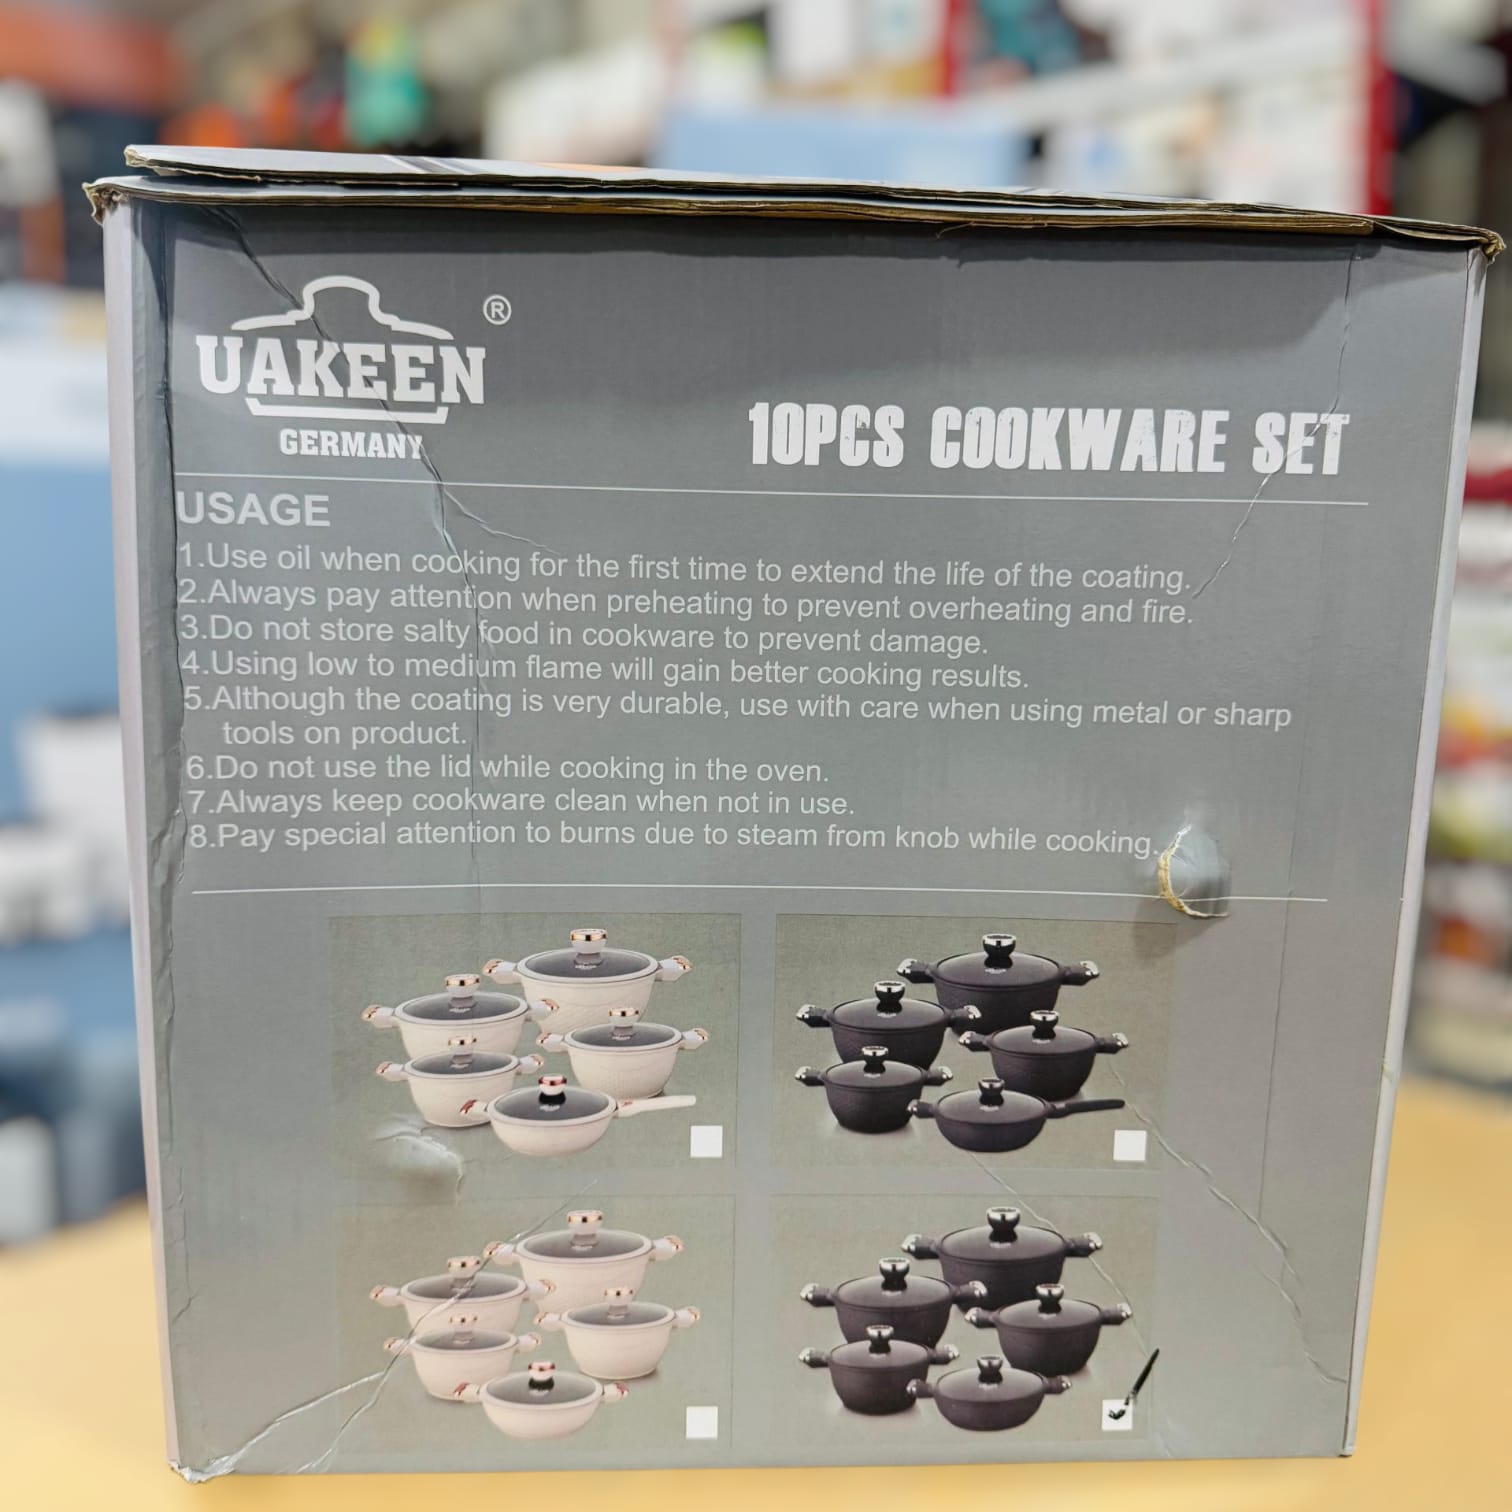 UAKEEN ®
GERMANY
10PCS COOKWARE SET
USAGE
1.Use oil when cooking for the first time to extend the life of the coating.
2.Always pay attention when preheating to prevent overheating and fire.
3.Do not store salty food in cookware to prevent damage.
4.Using low to medium flame will gain better cooking results.
5.Although the coating is very durable, use with care when using metal or sharp
tools on product.
6.Do not use the lid while cooking in the oven.
7.Always keep cookware clean when not in use.
8.Pay special attention to burns due to steam from knob while cooking.